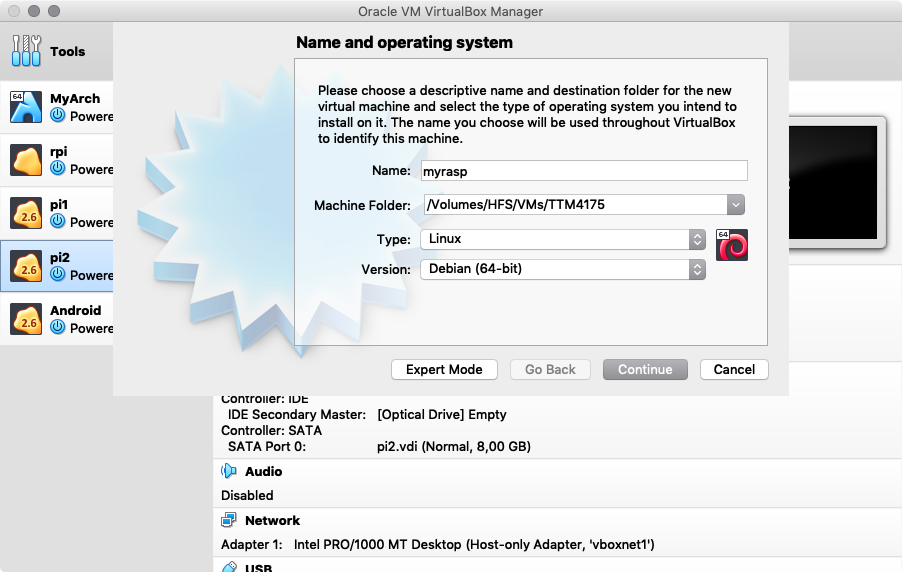 Oracle VM VirtualBox Manager
Tools
64
MyArch
Powere
rpi
Powere
2.6
pi1
Powere
2.6
pi2
Powere
2.6
Android
Powere
Name and operating system
Please choose a descriptive name and destination folder for the new
virtual machine and select the type of operating system you intend to
install on it. The name you choose will be used throughout VirtualBox
to identify this machine.
Name: myrasp
Machine Folder: /Volumes/HFS/VMs/TTM4175
Type: Linux
64
Version: Debian (64-bit)
Expert Mode Go Back Continue Cancel
Controller: IDE
IDE Secondary Master: [Optical Drive] Empty
Controller: SATA
SATA Port 0: pi2.vdi (Normal, 8,00 GB)
Audio
Disabled
Network
Adapter 1: Intel PRO/1000 MT Desktop (Host-only Adapter, 'vboxnet1')
USB